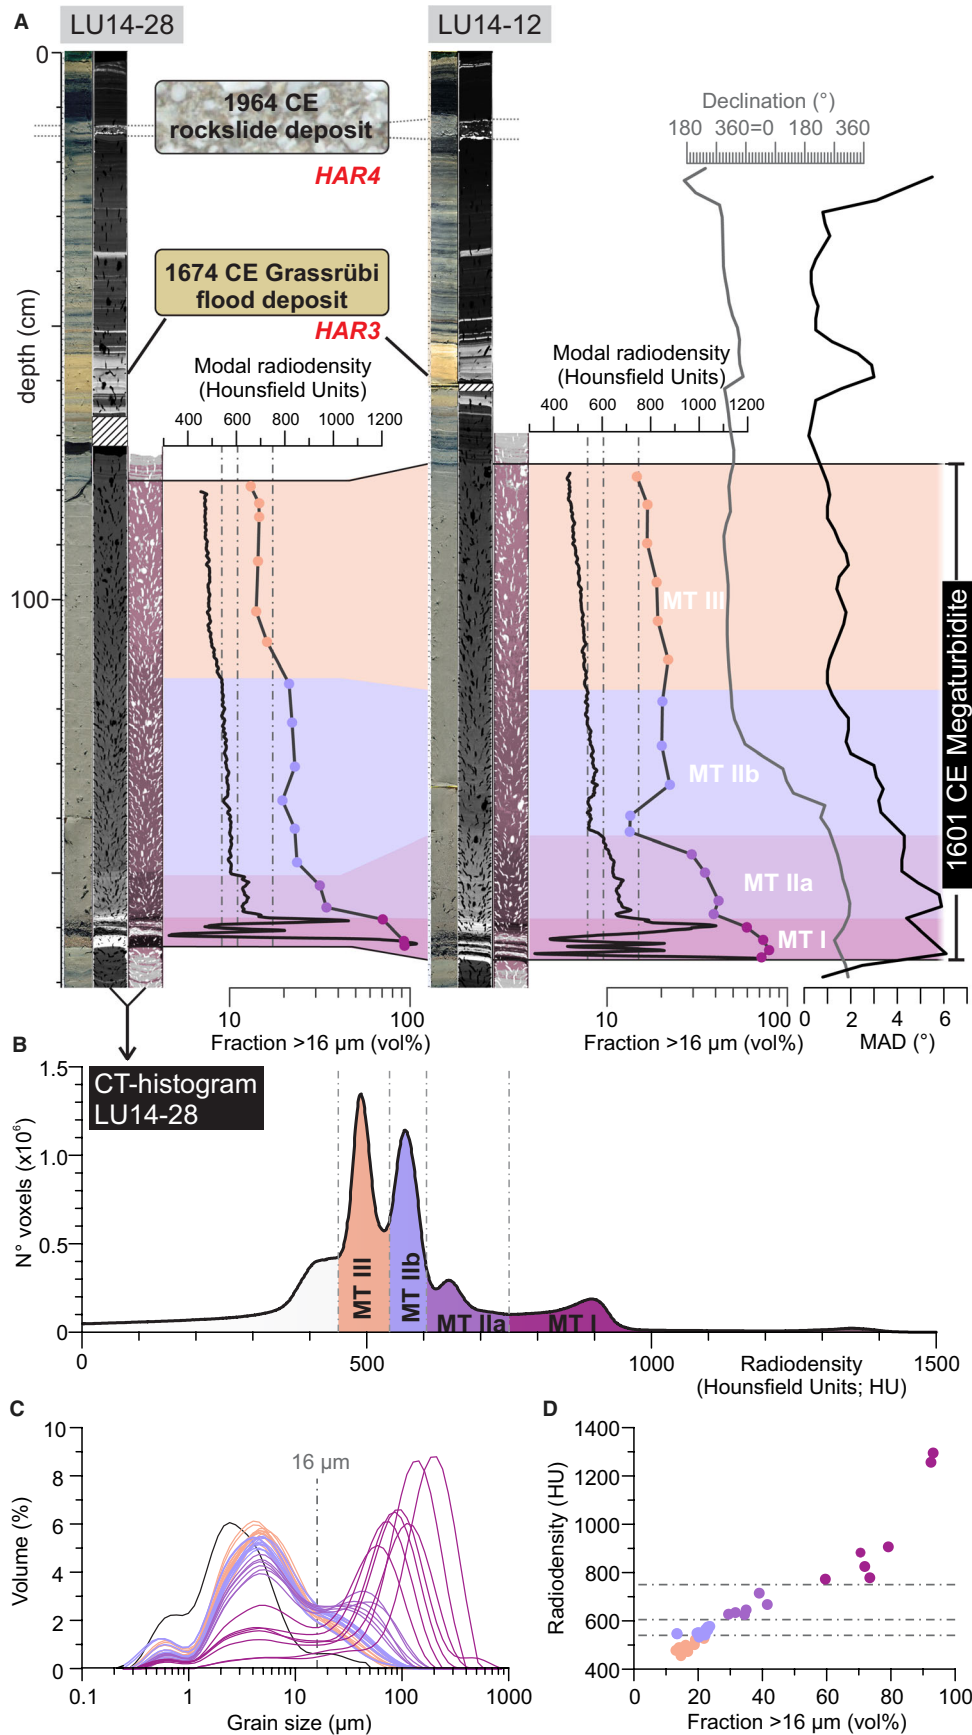 A
LU14-28
LU14-12
0
1964 CE
rockslide deposit
HAR4
Declination (°)
180 360=0 180 360
1674 CE Grassrübi
flood deposit
HAR3
depth (cm)
Modal radiodensity
(Hounsfield Units)
400 600 800 1000 1200
Modal radiodensity
(Hounsfield Units)
400 600 800 1000 1200
100
MT III
MT IIb
MT IIa
MT I
1601 CE Megaturbidite
10 100
Fraction >16 µm (vol%)
10 100
Fraction >16 µm (vol%)
0 2 4 6
MAD (°)
B
CT-histogram
LU14-28
1.5
1.0
0.5
0
N° voxels (x10⁶)
MT III
MT IIb
MT IIa
MT I
0 500 1000 1500
Radiodensity
(Hounsfield Units; HU)
C
10
8
6
4
2
0
Volume (%)
16 µm
0.1 1 10 100 1000
Grain size (µm)
D
1400
1200
1000
800
600
400
Radiodensity (HU)
0 20 40 60 80 100
Fraction >16 µm (vol%)